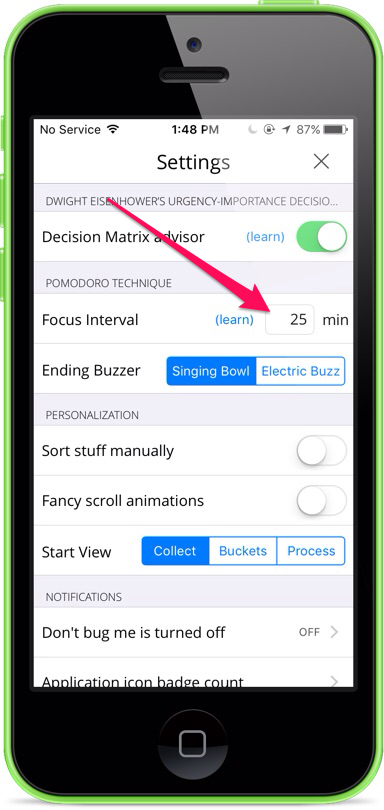 No Service 1:48 PM 87%
Settings
DWIGHT EISENHOWER'S URGENCY-IMPORTANCE DECISIO...
Decision Matrix advisor (learn)
POMODORO TECHNIQUE
Focus Interval (learn) 25 min
Ending Buzzer Singing Bowl Electric Buzz
PERSONALIZATION
Sort stuff manually
Fancy scroll animations
Start View Collect Buckets Process
NOTIFICATIONS
Don't bug me is turned off OFF
Application icon badge count